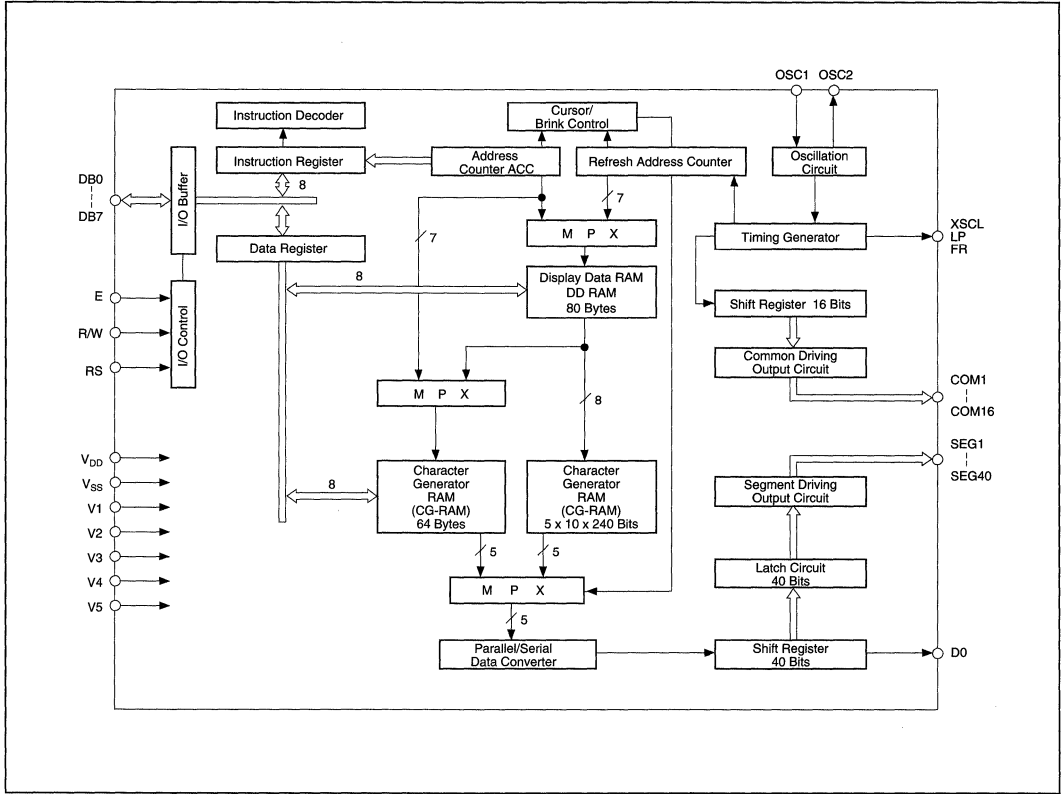 OSC1 OSC2
Instruction Decoder
Cursor/
Brink Control
Instruction Register
Address
Counter ACC
Refresh Address Counter
Oscillation
Circuit
DB0
DB7
I/O Buffer
8
7
7
M P X
Timing Generator
XSCL
LP
FR
Data Register
8
Display Data RAM
DD RAM
80 Bytes
E
R/W
RS
I/O Control
Shift Register 16 Bits
Common Driving
Output Circuit
COM1
COM16
M P X
8
VDD
VSS
V1
V2
V3
V4
V5
8
Character
Generator
RAM
(CG-RAM)
64 Bytes
Character
Generator
RAM
(CG-RAM)
5 x 10 x 240 Bits
SEG1
SEG40
Segment Driving
Output Circuit
5
5
Latch Circuit
40 Bits
M P X
5
Parallel/Serial
Data Converter
Shift Register
40 Bits
D0